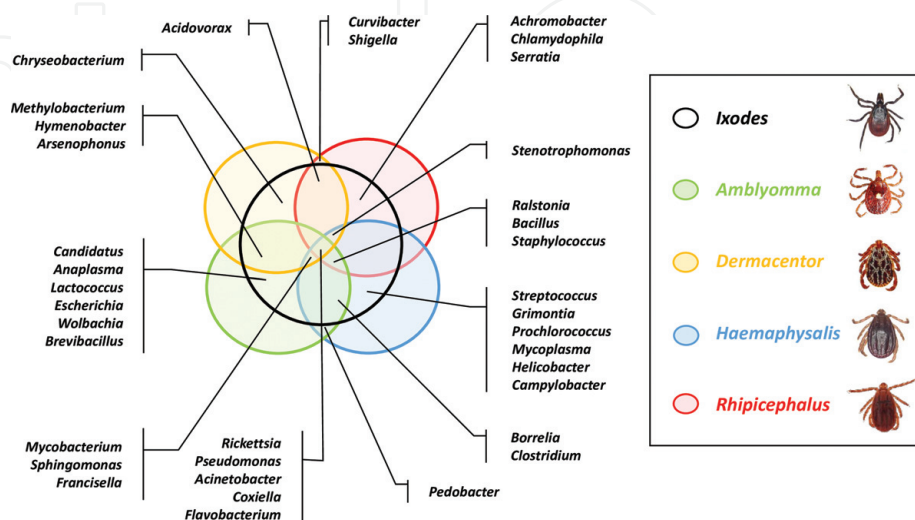 Acidovorax
Curvibacter
Shigella
Achromobacter
Chlamydophila
Serratia
Chryseobacterium
Methylobacterium
Hymenobacter
Arsenophonus
Stenotrophomonas
Ralstonia
Bacillus
Staphylococcus
Candidatus
Anaplasma
Lactococcus
Escherichia
Wolbachia
Brevibacillus
Streptococcus
Grimontia
Prochlorococcus
Mycoplasma
Helicobacter
Campylobacter
Mycobacterium
Sphingomonas
Francisella
Rickettsia
Pseudomonas
Acinetobacter
Coxiella
Flavobacterium
Pedobacter
Borrelia
Clostridium
Ixodes
Amblyomma
Dermacentor
Haemaphysalis
Rhipicephalus